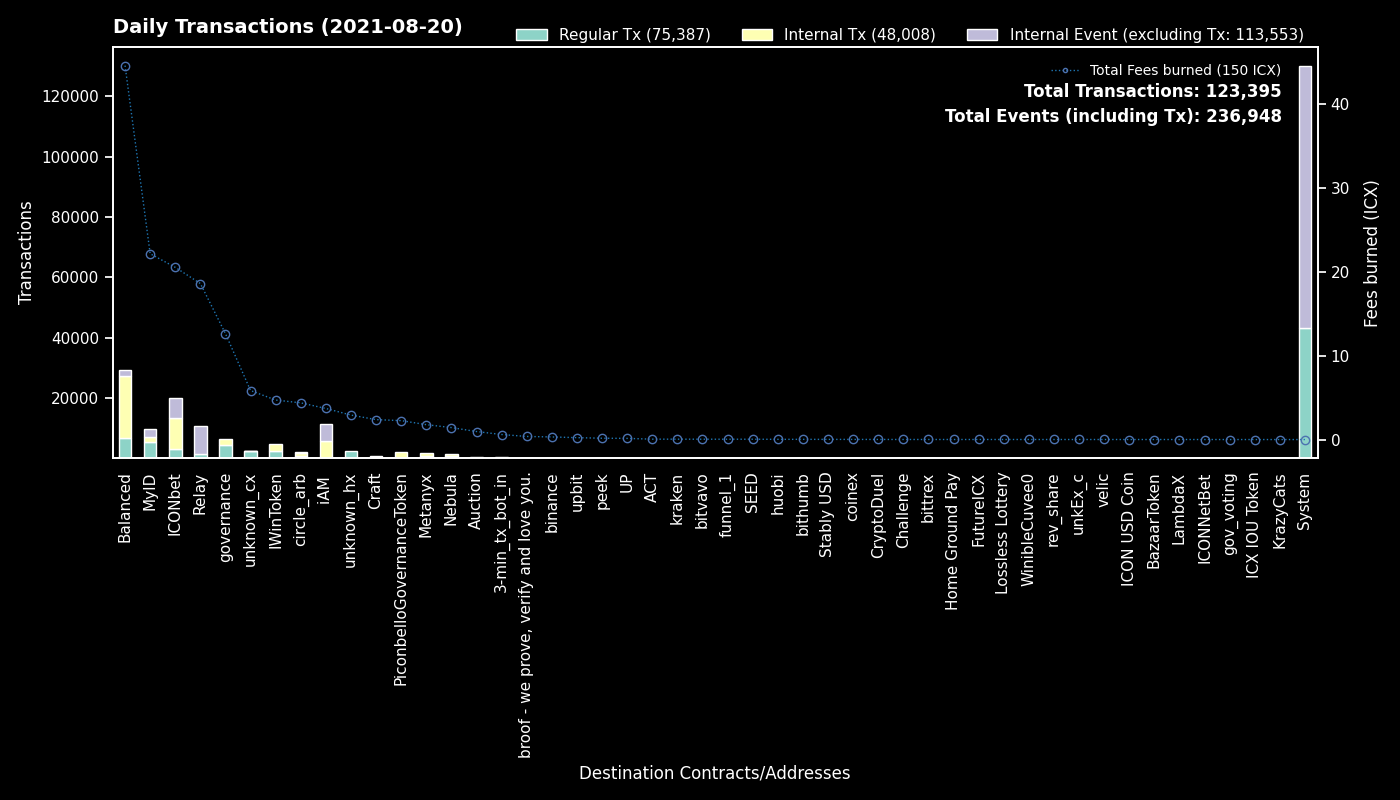 Daily Transactions (2021-08-20)
Regular Tx (75,387)
Internal Tx (48,008)
Internal Event (excluding Tx: 113,553)
Total Fees burned (150 ICX)
Total Transactions: 123,395
Total Events (including Tx): 236,948
Transactions
120000
100000
80000
60000
40000
20000
Fees burned (ICX)
40
30
20
10
0
Balanced
MyID
ICONbet
Relay
governance
unknown_cx
IWinToken
circle_arb
iAM
unknown_hx
Craft
PiconbelloGovernanceToken
Metanyx
Nebula
Auction
3-min_tx_bot_in
broof - we prove, verify and love you.
binance
upbit
peek
UP
ACT
kraken
bitvavo
funnel_1
SEED
huobi
bithumb
Stably USD
coinex
CryptoDuel
Challenge
bittrex
Home Ground Pay
FutureICX
Lossless Lottery
WinibleCuvee0
rev_share
unkEx_c
velic
ICON USD Coin
BazaarToken
LambdaX
ICONNetBet
gov_voting
ICX IOU Token
KrazyCats
System
Destination Contracts/Addresses